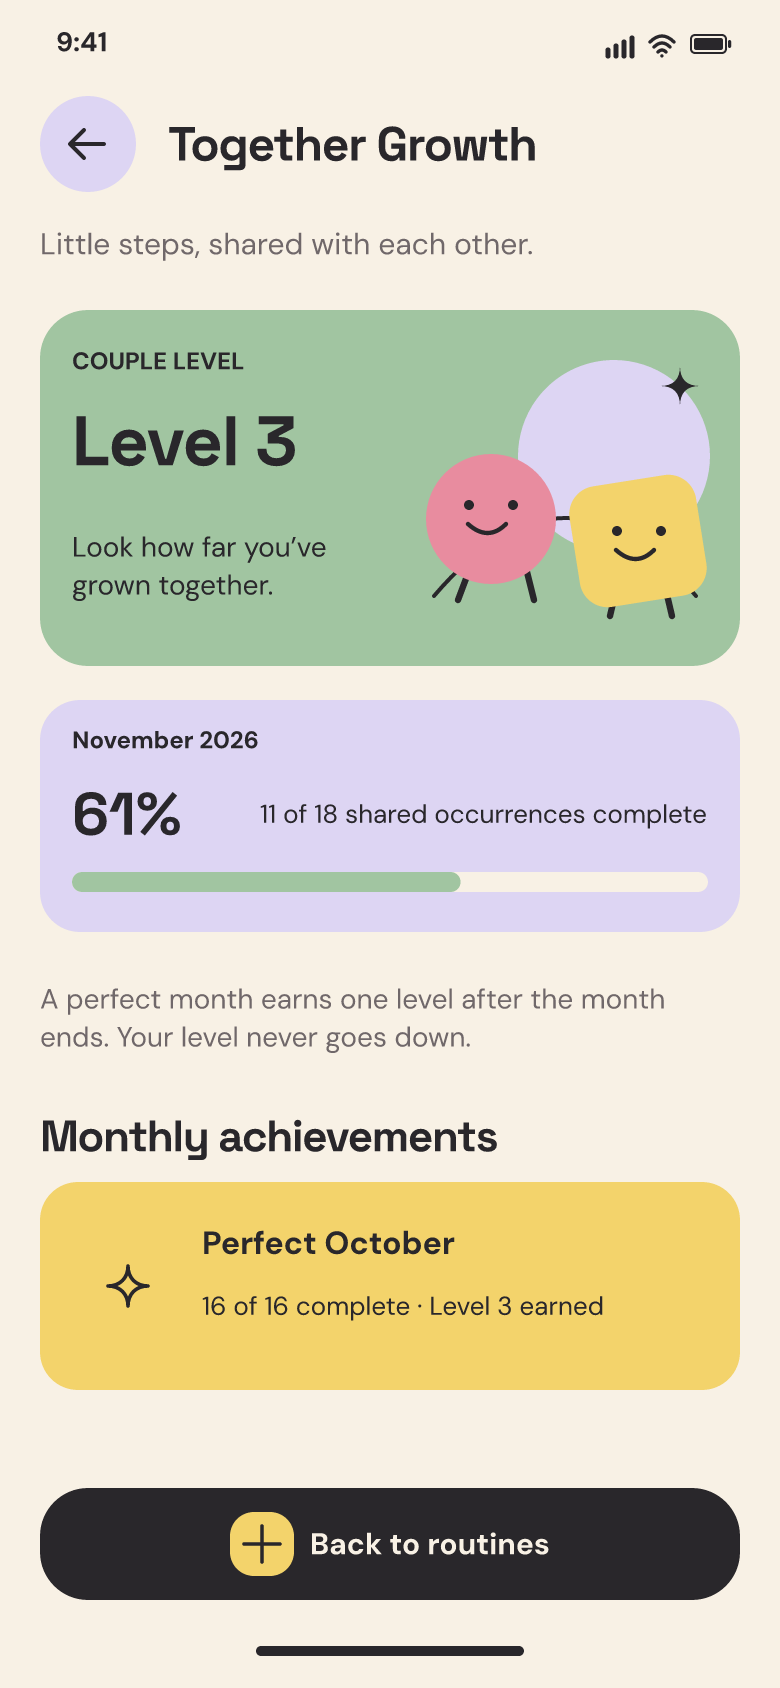 9:41
Together Growth
Little steps, shared with each other.
COUPLE LEVEL
Level 3
Look how far you’ve
grown together.
November 2026
61%
11 of 18 shared occurrences complete
A perfect month earns one level after the month
ends. Your level never goes down.
Monthly achievements
Perfect October
16 of 16 complete · Level 3 earned
Back to routines